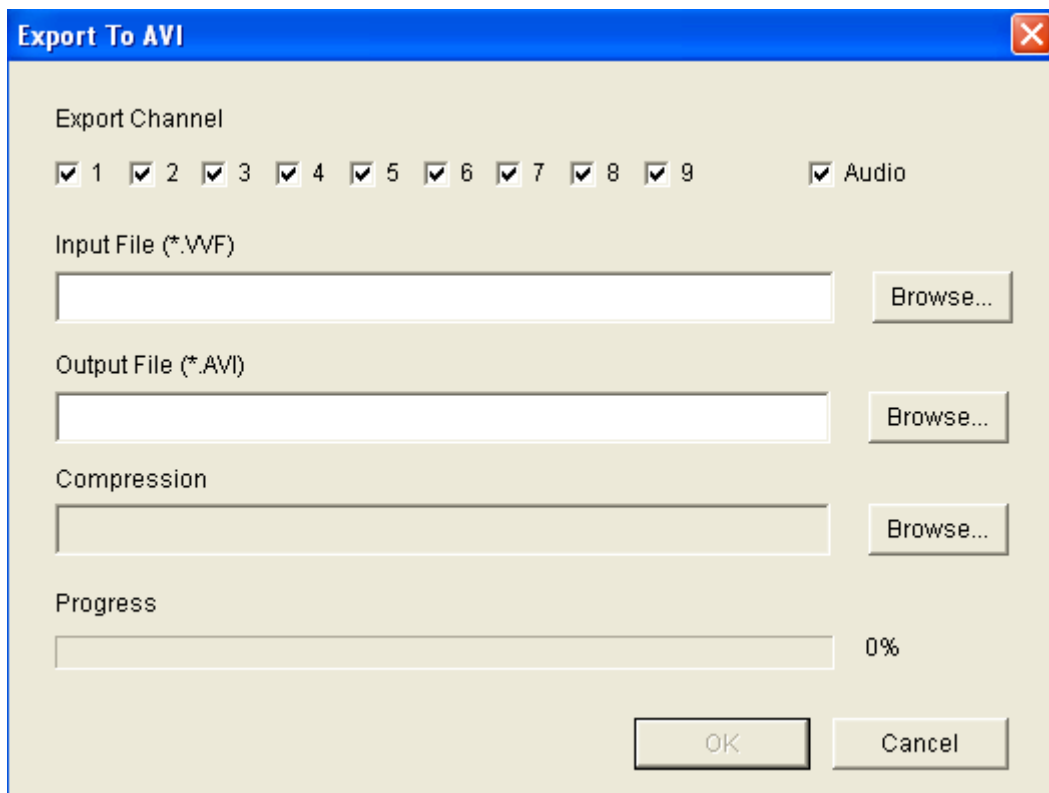 Export To AVI
Export Channel
1 2 3 4 5 6 7 8 9 Audio
Input File (*.VVF)
Browse...
Output File (*.AVI)
Browse...
Compression
Browse...
Progress
0%
OK Cancel